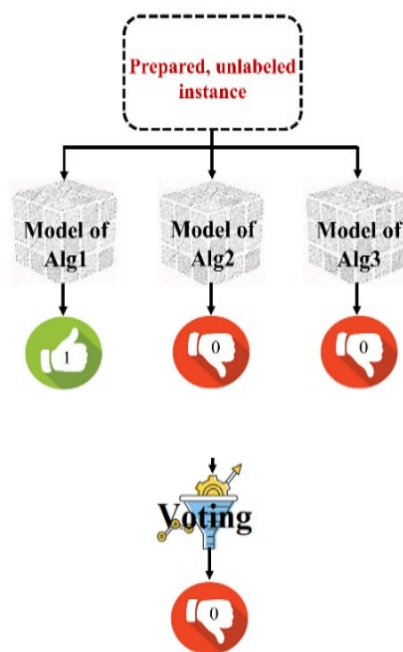 Prepared, unlabeled
instance
Model of
Alg1
Model of
Alg2
Model of
Alg3
1
0
0
Voting
0